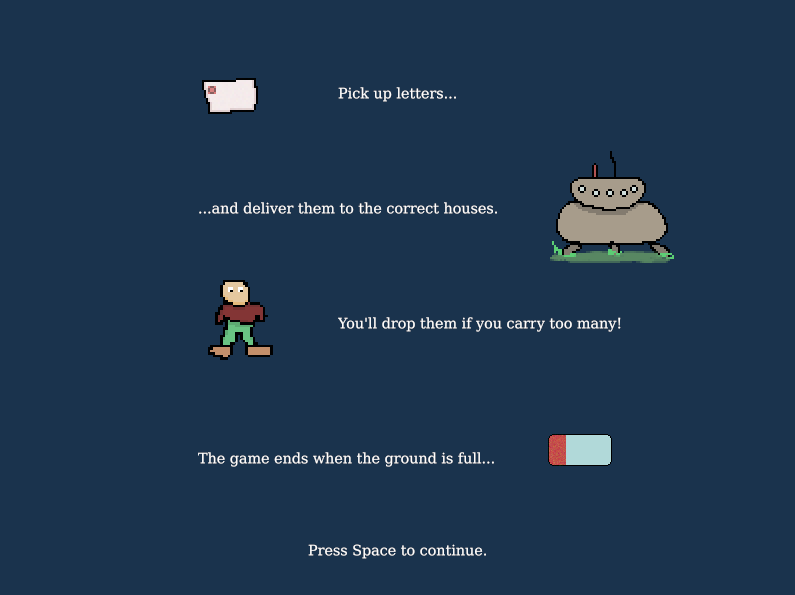 Pick up letters...
...and deliver them to the correct houses.
You'll drop them if you carry too many!
The game ends when the ground is full...
Press Space to continue.